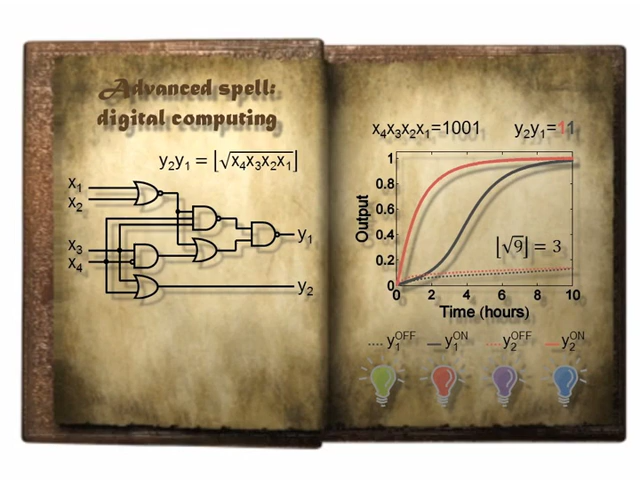 Advanced spell:
digital computing
y₂y₁ = ⌊√x₄x₃x₂x₁⌋
x₁
x₂
x₃
x₄
y₁
y₂
x₄x₃x₂x₁=1001 y₂y₁=11
Output
1
0.8
0.6
0.4
0.2
0
⌊√9⌋ = 3
0 2 4 6 8 10
Time (hours)
y₁ᴼᶠᶠ y₁ᴼᴺ y₂ᴼᶠᶠ y₂ᴼᴺ